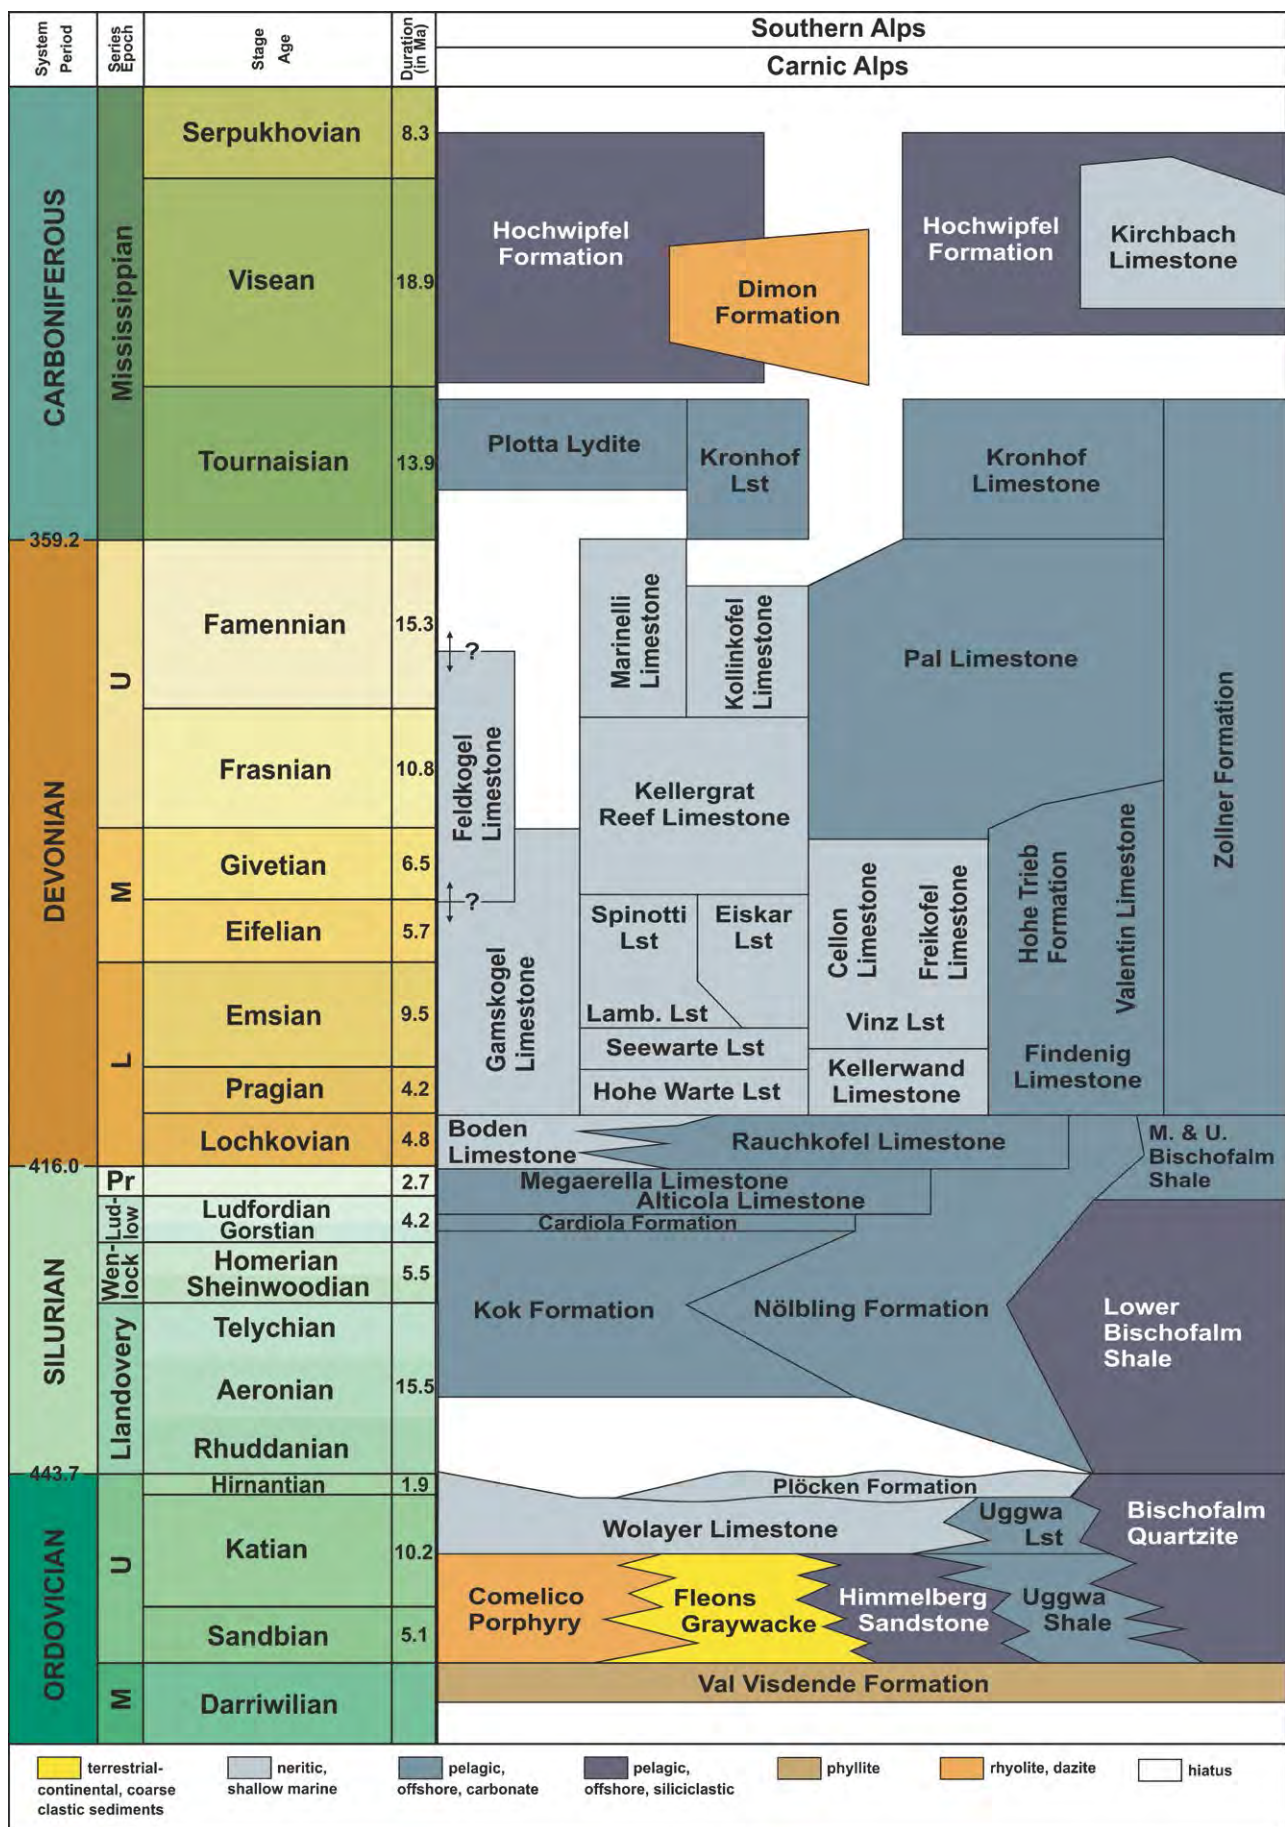 System
Period
Series
Epoch
Stage
Age
Duration
(in Ma)
Southern Alps
Carnic Alps
CARBONIFEROUS
Mississippian
Serpukhovian
8.3
Visean
18.9
Tournaisian
13.9
359.2
DEVONIAN
U
Famennian
15.3
Frasnian
10.8
M
Givetian
6.5
Eifelian
5.7
L
Emsian
9.5
Pragian
4.2
Lochkovian
4.8
416.0
SILURIAN
Pr
2.7
Lud-
low
Ludfordian
Gorstian
4.2
Wen-
lock
Homerian
Sheinwoodian
5.5
Llandovery
Telychian
Aeronian
15.5
Rhuddanian
443.7
ORDOVICIAN
U
Hirnantian
1.9
Katian
10.2
Sandbian
5.1
M
Darriwilian
Hochwipfel
Formation
Dimon
Formation
Hochwipfel
Formation
Kirchbach
Limestone
Plotta Lydite
Kronhof
Lst
Kronhof
Limestone
Marinelli
Limestone
Kollinkofel
Limestone
Pal Limestone
Zollner Formation
?
Feldkogel
Limestone
?
Kellergrat
Reef Limestone
Gamskogel
Limestone
Spinotti
Lst
Eiskar
Lst
Lamb. Lst
Seewarte Lst
Hohe Warte Lst
Cellon
Limestone
Freikofel
Limestone
Vinz Lst
Kellerwand
Limestone
Hohe Trieb
Formation
Valentin Limestone
Findenig
Limestone
Boden
Limestone
Rauchkofel Limestone
M. & U.
Bischofalm
Shale
Megaerella Limestone
Alticola Limestone
Cardiola Formation
Kok Formation
Nölbling Formation
Lower
Bischofalm
Shale
Plöcken Formation
Wolayer Limestone
Uggwa
Lst
Bischofalm
Quartzite
Comelico
Porphyry
Fleons
Graywacke
Himmelberg
Sandstone
Uggwa
Shale
Val Visdende Formation
terrestrial-
continental, coarse
clastic sediments
neritic,
shallow marine
pelagic,
offshore, carbonate
pelagic,
offshore, siliciclastic
phyllite
rhyolite, dazite
hiatus